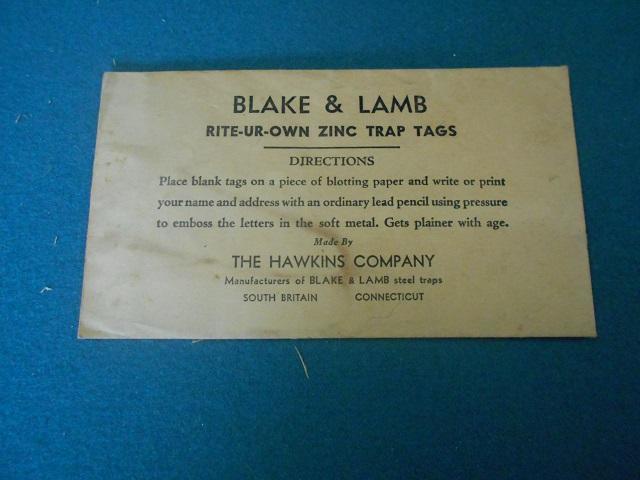 BLAKE & LAMB
RITE-UR-OWN ZINC TRAP TAGS
DIRECTIONS
Place blank tags on a piece of blotting paper and write or print
your name and address with an ordinary lead pencil using pressure
to emboss the letters in the soft metal. Gets plainer with age.
Made By
THE HAWKINS COMPANY
Manufacturers of BLAKE & LAMB steel traps
SOUTH BRITAIN CONNECTICUT